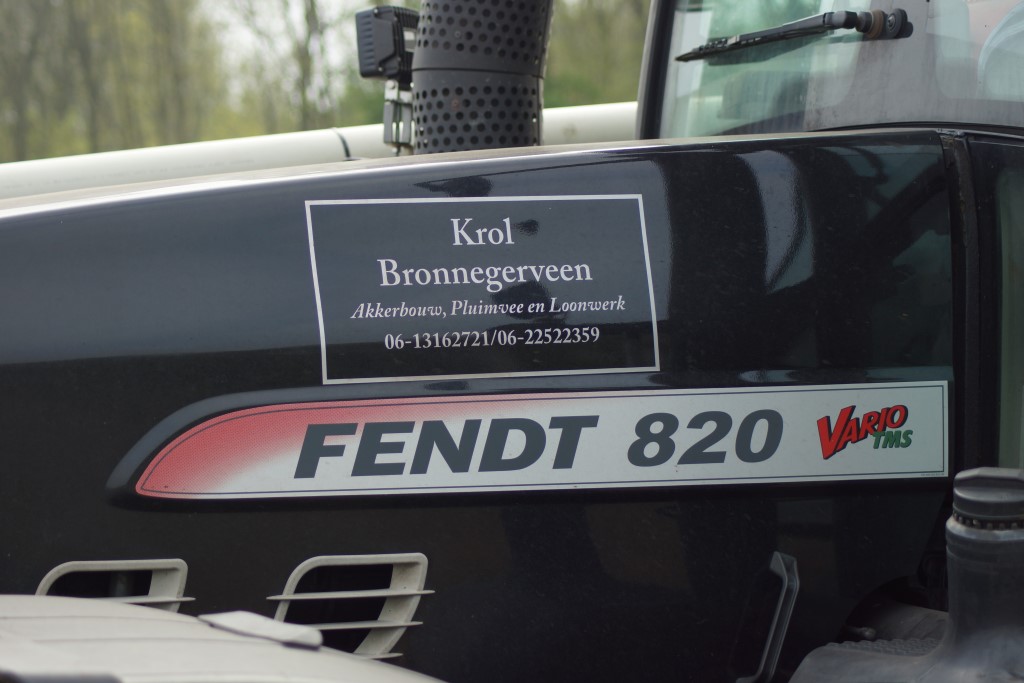 Krol
Bronnegerveen
Akkerbouw, Pluimvee en Loonwerk
06-13162721/06-22522359
FENDT 820 VARIO
TMS